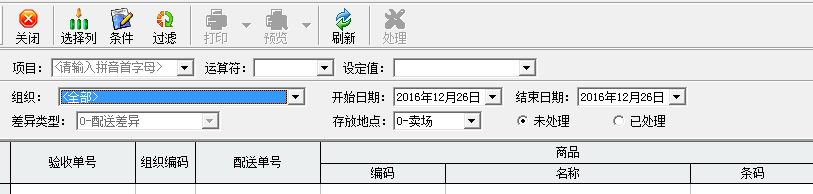 关闭 选择列 条件 过滤 打印 预览 刷新 处理
项目： <请输入拼音首字母> 运算符： 设定值：
组织： <全部> 开始日期： 2016年12月26日 结束日期： 2016年12月26日
差异类型： 0-配送差异 存放地点： 0-卖场 未处理 已处理
验收单号 组织编码 配送单号 商品
编码 名称 条码